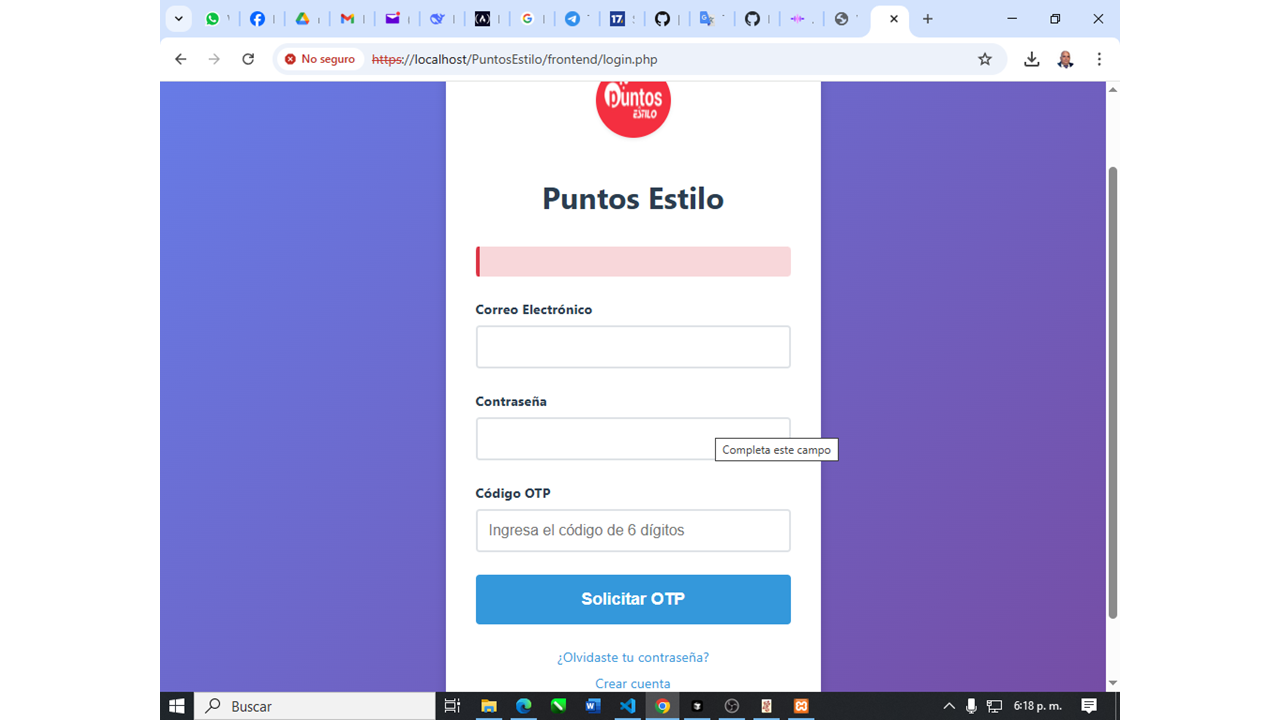 No seguro
https://localhost/PuntosEstilo/frontend/login.php
puntos
ESTILO
Puntos Estilo
Correo Electrónico
Contraseña
Completa este campo
Código OTP
Ingresa el código de 6 dígitos
Solicitar OTP
¿Olvidaste tu contraseña?
Crear cuenta
Buscar
6:18 p. m.